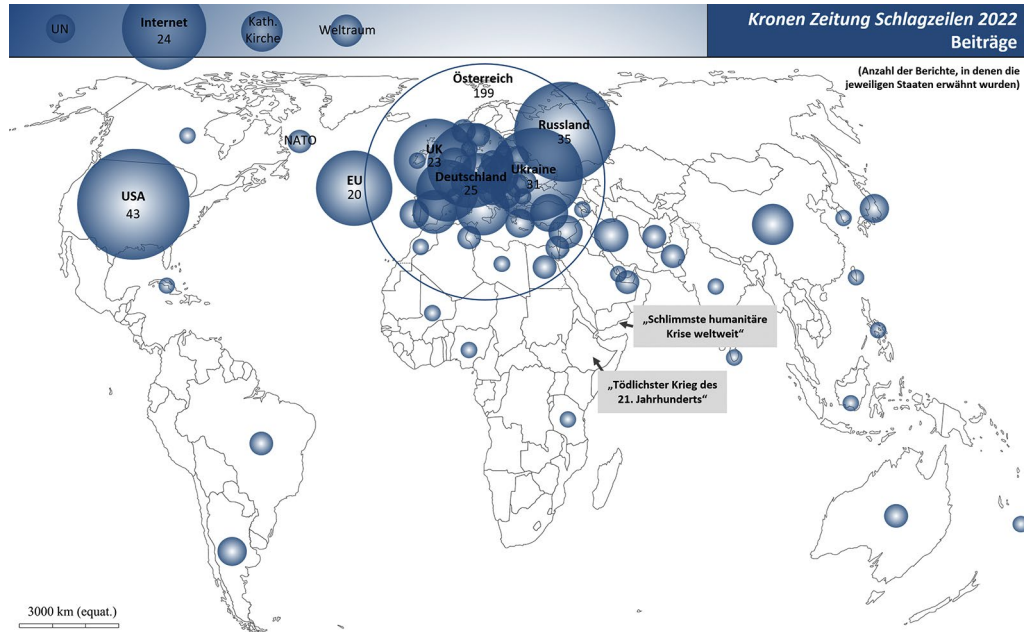 UN
Internet
24
Kath.
Kirche
Weltraum
Kronen Zeitung Schlagzeilen 2022
Beiträge
(Anzahl der Berichte, in denen die
jeweiligen Staaten erwähnt wurden)
Österreich
199
Russland
35
NATO
UK
23
Ukraine
31
Deutschland
25
EU
20
USA
43
„Schlimmste humanitäre
Krise weltweit“
„Tödlichster Krieg des
21. Jahrhunderts“
3000 km (equat.)